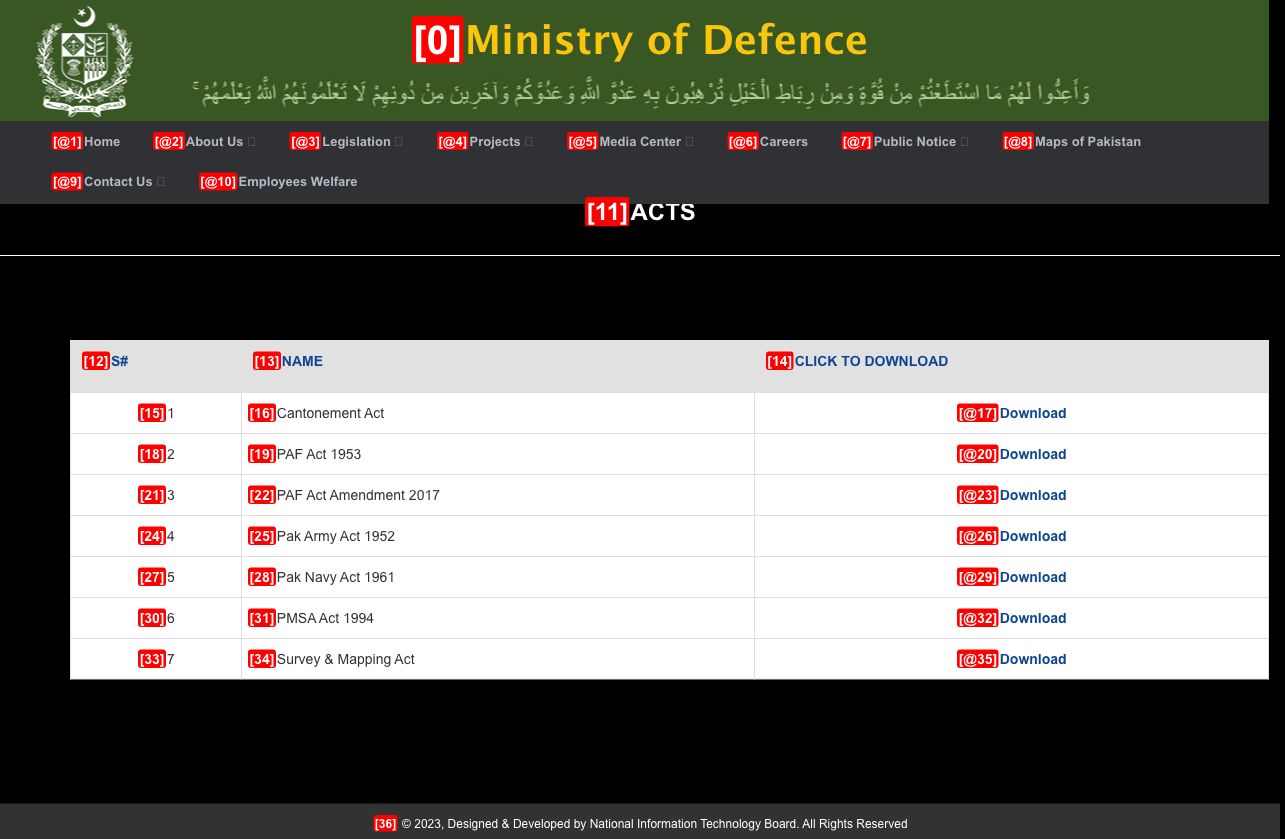 [0]Ministry of Defence
وَأَعِدُّوا لَهُمْ مَا اسْتَطَعْتُمْ مِنْ قُوَّةٍ وَمِنْ رِبَاطِ الْخَيْلِ تُرْهِبُونَ بِهِ عَدُوَّ اللَّهِ وَعَدُوَّكُمْ وَآخَرِينَ مِنْ دُونِهِمْ لَا تَعْلَمُونَهُمُ اللَّهُ يَعْلَمُهُمْ ۚ
[@1]Home [@2]About Us [@3]Legislation [@4]Projects [@5]Media Center [@6]Careers [@7]Public Notice [@8]Maps of Pakistan
[@9]Contact Us [@10]Employees Welfare
[11]ACTS
[12]S# [13]NAME [14]CLICK TO DOWNLOAD
[15]1 [16]Cantonement Act [@17]Download
[18]2 [19]PAF Act 1953 [@20]Download
[21]3 [22]PAF Act Amendment 2017 [@23]Download
[24]4 [25]Pak Army Act 1952 [@26]Download
[27]5 [28]Pak Navy Act 1961 [@29]Download
[30]6 [31]PMSA Act 1994 [@32]Download
[33]7 [34]Survey & Mapping Act [@35]Download
[36] © 2023, Designed & Developed by National Information Technology Board. All Rights Reserved